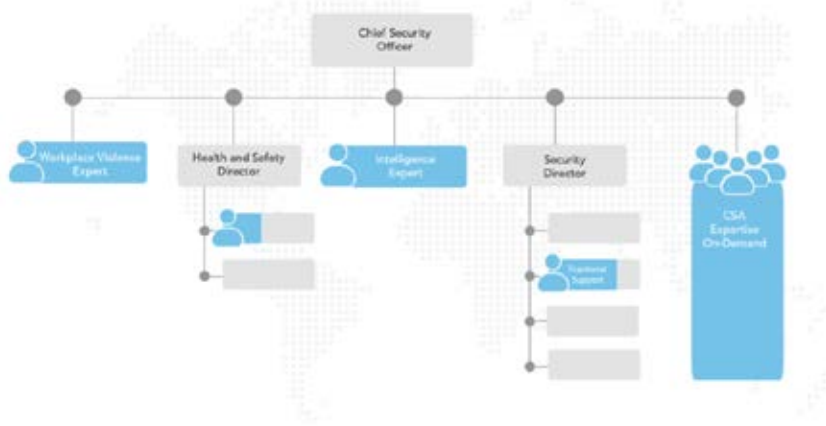 Chief Security
Officer
Workplace Violence
Expert
Health and Safety
Director
Intelligence
Expert
Security
Director
CSA
Expertise
On-Demand
Fractional
Support